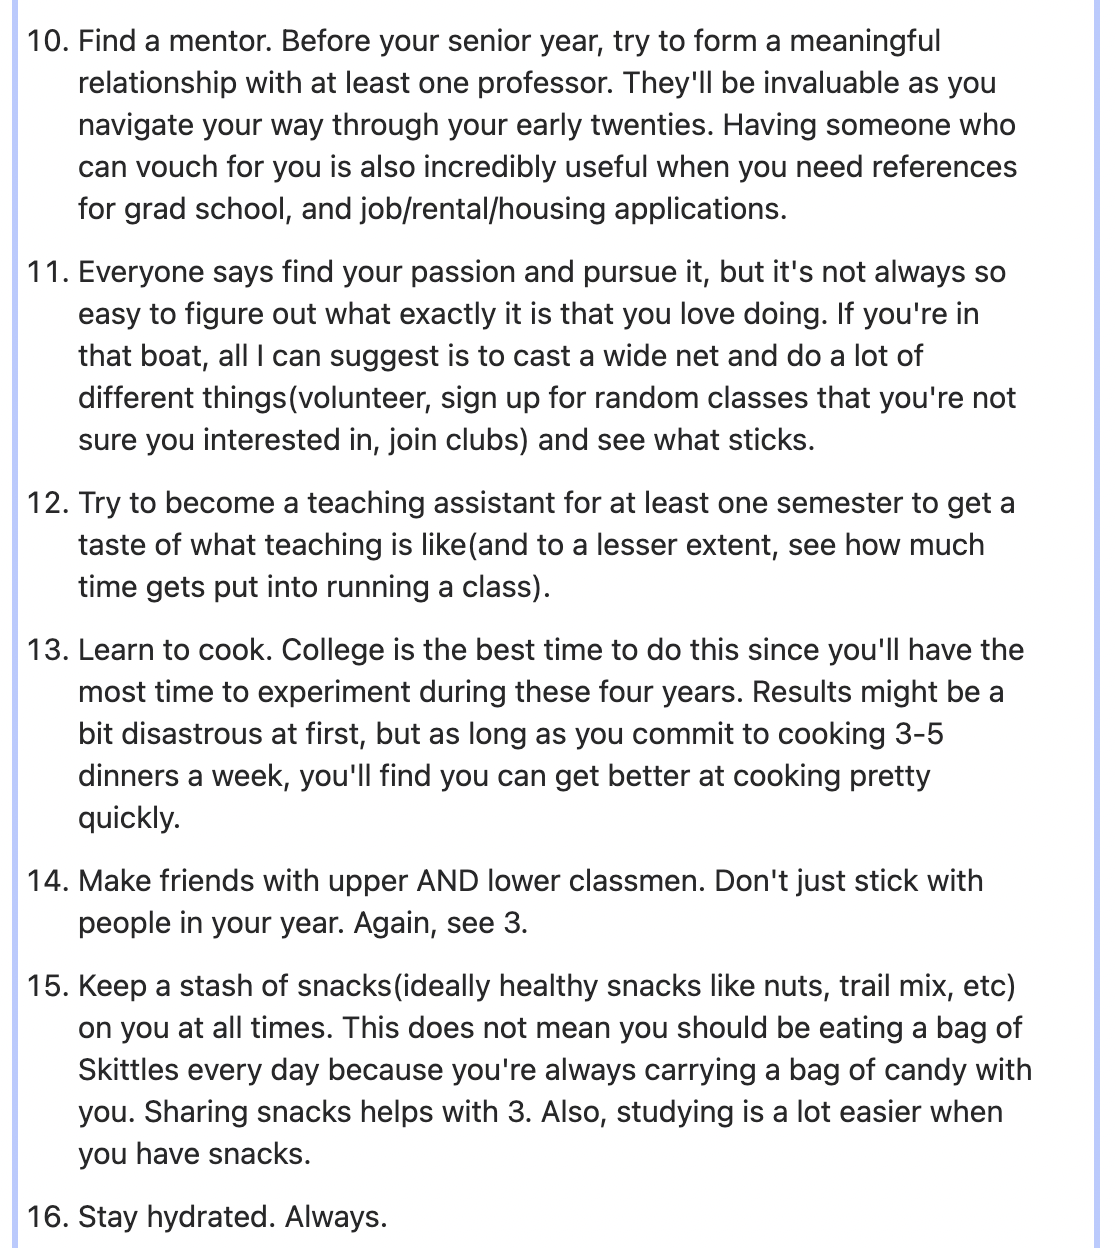 10. Find a mentor. Before your senior year, try to form a meaningful
relationship with at least one professor. They'll be invaluable as you
navigate your way through your early twenties. Having someone who
can vouch for you is also incredibly useful when you need references
for grad school, and job/rental/housing applications.
11. Everyone says find your passion and pursue it, but it's not always so
easy to figure out what exactly it is that you love doing. If you're in
that boat, all I can suggest is to cast a wide net and do a lot of
different things(volunteer, sign up for random classes that you're not
sure you interested in, join clubs) and see what sticks.
12. Try to become a teaching assistant for at least one semester to get a
taste of what teaching is like(and to a lesser extent, see how much
time gets put into running a class).
13. Learn to cook. College is the best time to do this since you'll have the
most time to experiment during these four years. Results might be a
bit disastrous at first, but as long as you commit to cooking 3-5
dinners a week, you'll find you can get better at cooking pretty
quickly.
14. Make friends with upper AND lower classmen. Don't just stick with
people in your year. Again, see 3.
15. Keep a stash of snacks(ideally healthy snacks like nuts, trail mix, etc)
on you at all times. This does not mean you should be eating a bag of
Skittles every day because you're always carrying a bag of candy with
you. Sharing snacks helps with 3. Also, studying is a lot easier when
you have snacks.
16. Stay hydrated. Always.